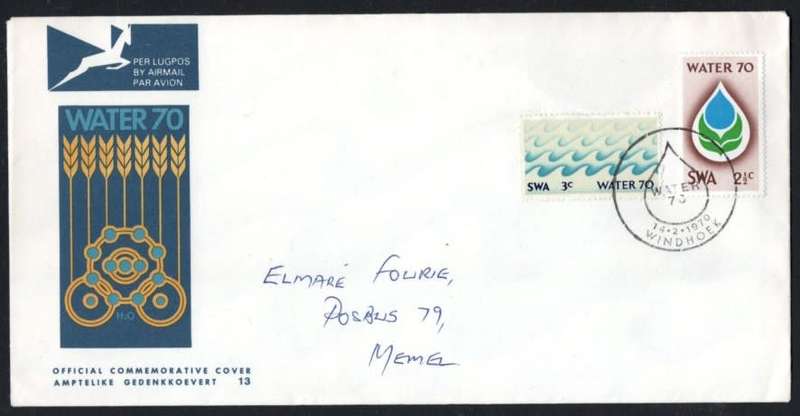 PER LUGPOS
BY AIRMAIL
PAR AVION
WATER 70
H₂O
OFFICIAL COMMEMORATIVE COVER
AMPTELIKE GEDENKKOEVERT 13
SWA 3c WATER 70
WATER 70
SWA 2½c
WATER
70
14•2•1970
WINDHOEK
ELMARÉ FOURIE,
POSBUS 79,
MEMEL